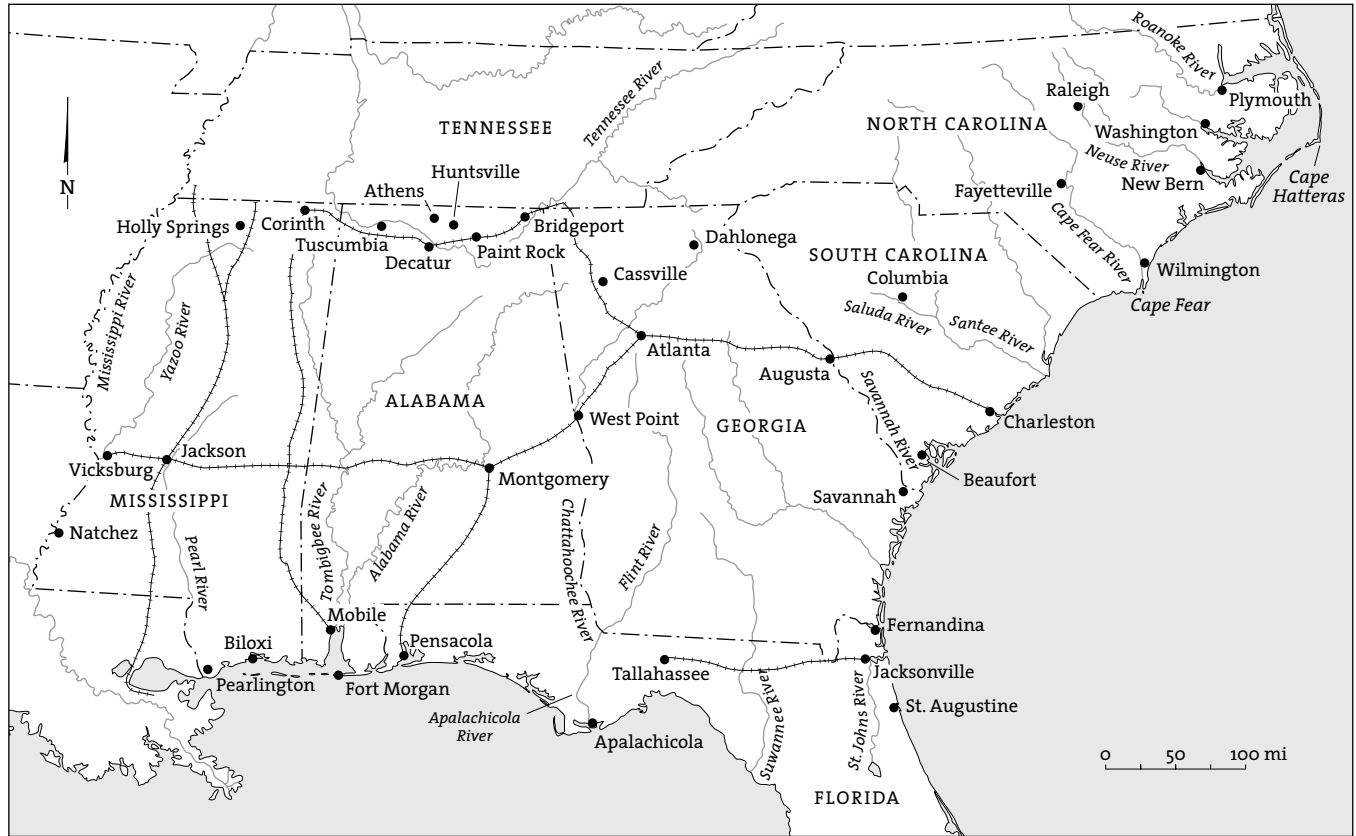 Roanoke River
Plymouth
Raleigh
Washington
NORTH CAROLINA
Neuse River
New Bern
Cape
Hatteras
Fayetteville
Cape Fear River
Wilmington
Cape Fear
N
TENNESSEE
Tennessee River
Huntsville
Athens
Holly Springs
Corinth
Tuscumbia
Decatur
Paint Rock
Bridgeport
Dahlonega
Cassville
SOUTH CAROLINA
Columbia
Saluda River
Santee River
Mississippi River
Yazoo River
Atlanta
Augusta
Savannah River
Charleston
ALABAMA
West Point
GEORGIA
Vicksburg
Jackson
Montgomery
Beaufort
Savannah
MISSISSIPPI
Natchez
Pearl River
Tombigbee River
Alabama River
Chattahoochee River
Flint River
Mobile
Biloxi
Pearlington
Fort Morgan
Pensacola
Tallahassee
Fernandina
Jacksonville
St. Augustine
Apalachicola
River
Apalachicola
Suwannee River
St. Johns River
FLORIDA
0 50 100 mi